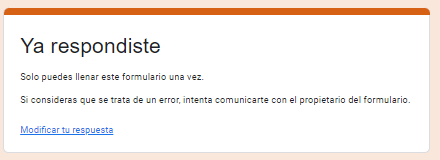 Ya respondiste
Solo puedes llenar este formulario una vez.
Si consideras que se trata de un error, intenta comunicarte con el propietario del formulario.
Modificar tu respuesta